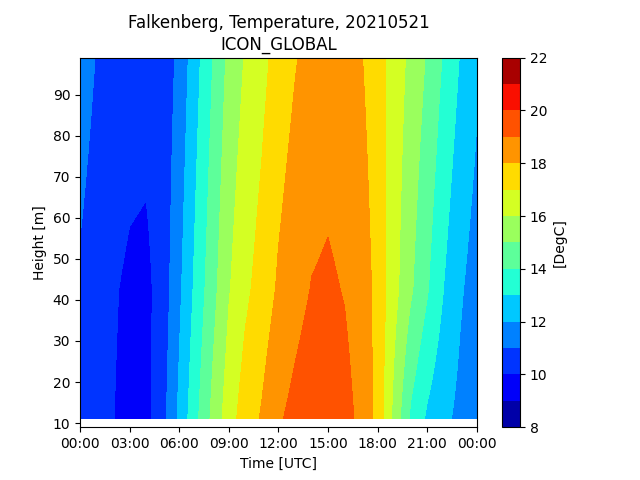 Falkenberg, Temperature, 20210521
ICON_GLOBAL
90
80
70
60
50
40
30
20
10
Height [m]
00:00 03:00 06:00 09:00 12:00 15:00 18:00 21:00 00:00
Time [UTC]
22
20
18
16
14
12
10
8
[DegC]